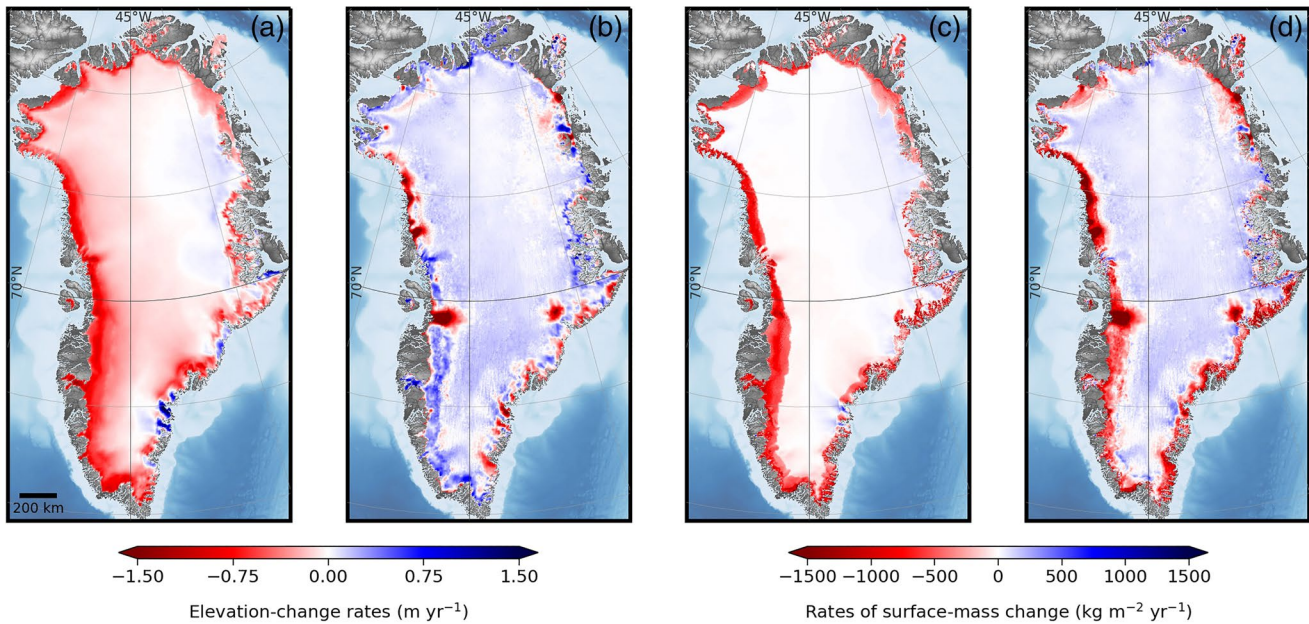 45°W (a)
45°W (b)
45°W (c)
45°W (d)
70°N
70°N
70°N
70°N
200 km
−1.50 −0.75 0.00 0.75 1.50
Elevation-change rates (m yr⁻¹)
−1500 −1000 −500 0 500 1000 1500
Rates of surface-mass change (kg m⁻² yr⁻¹)